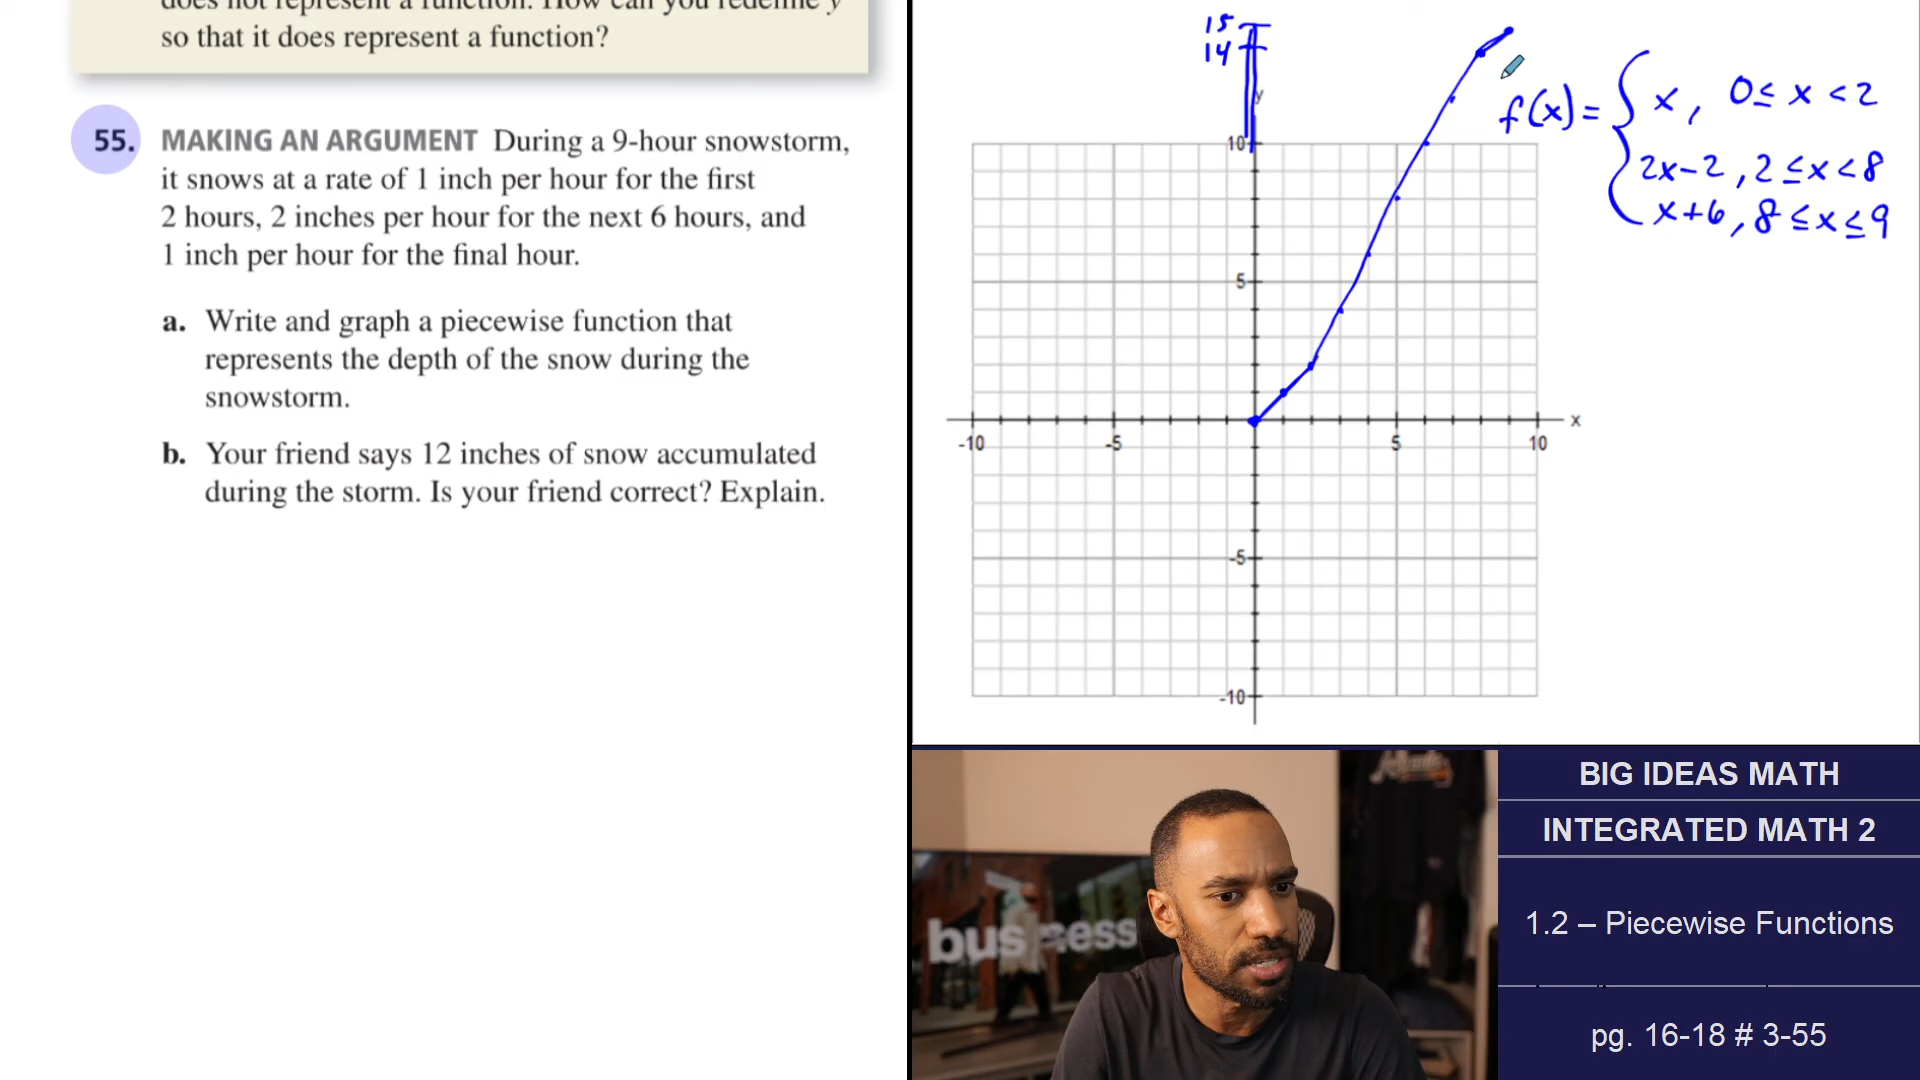 so that it does represent a function?
55. MAKING AN ARGUMENT During a 9-hour snowstorm,
it snows at a rate of 1 inch per hour for the first
2 hours, 2 inches per hour for the next 6 hours, and
1 inch per hour for the final hour.
a. Write and graph a piecewise function that
represents the depth of the snow during the
snowstorm.
b. Your friend says 12 inches of snow accumulated
during the storm. Is your friend correct? Explain.
15
14
y
10
5
-10
-5
5
10
x
-5
-10
f(x) = { x, 0 ≤ x < 2
2x-2, 2 ≤ x < 8
x+6, 8 ≤ x ≤ 9
business
BIG IDEAS MATH
INTEGRATED MATH 2
1.2 – Piecewise Functions
pg. 16-18 # 3-55